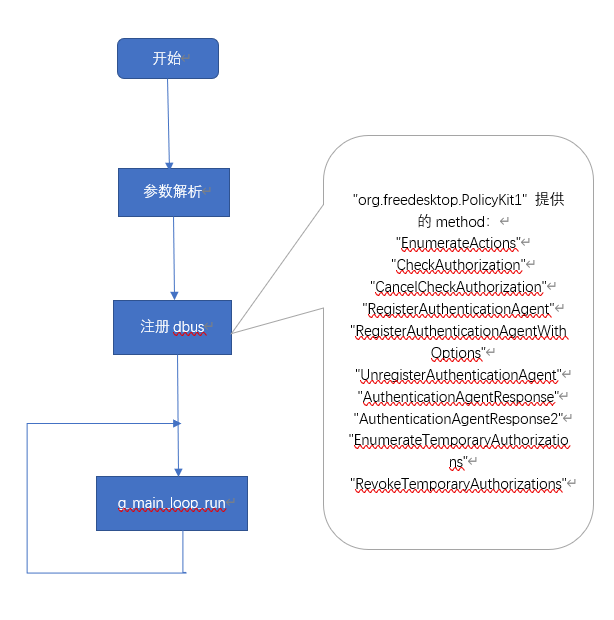 开始
参数解析
注册 dbus
g_main_loop_run
"org.freedesktop.PolicyKit1" 提供
的 method：
"EnumerateActions"
"CheckAuthorization"
"CancelCheckAuthorization"
"RegisterAuthenticationAgent"
"RegisterAuthenticationAgentWith
Options"
"UnregisterAuthenticationAgent"
"AuthenticationAgentResponse"
"AuthenticationAgentResponse2"
"EnumerateTemporaryAuthorizatio
ns"
"RevokeTemporaryAuthorizations"